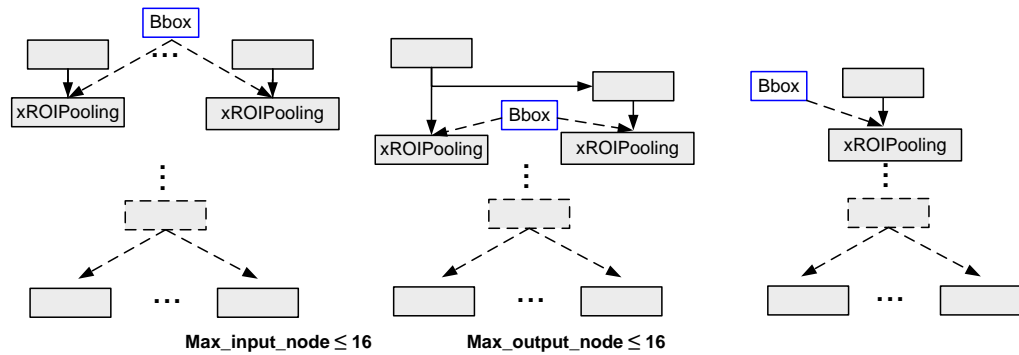 Bbox
...
xROIPooling
xROIPooling
...
...
Bbox
xROIPooling
xROIPooling
...
...
Bbox
xROIPooling
...
...
Max_input_node ≤ 16
Max_output_node ≤ 16